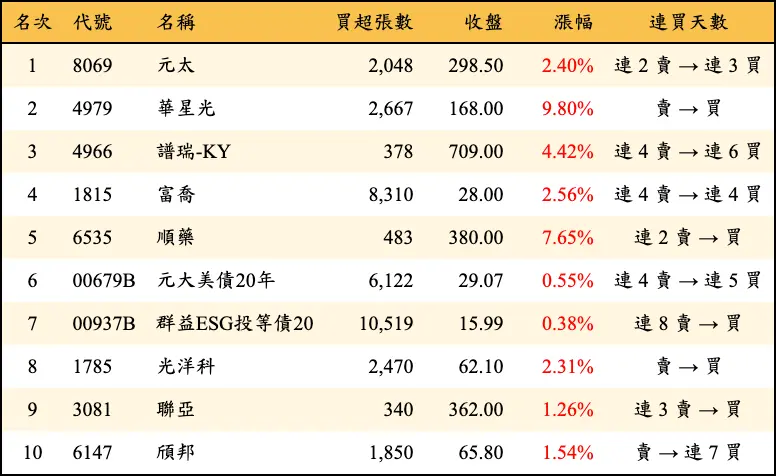 名次 代號 名稱 買超張數 收盤 漲幅 連買天數
1 8069 元太 2,048 298.50 2.40% 連 2 賣 → 連 3 買
2 4979 華星光 2,667 168.00 9.80% 賣 → 買
3 4966 譜瑞-KY 378 709.00 4.42% 連 4 賣 → 連 6 買
4 1815 富喬 8,310 28.00 2.56% 連 4 賣 → 連 4 買
5 6535 順藥 483 380.00 7.65% 連 2 賣 → 買
6 00679B 元大美債20年 6,122 29.07 0.55% 連 4 賣 → 連 5 買
7 00937B 群益ESG投等債20 10,519 15.99 0.38% 連 8 賣 → 買
8 1785 光洋科 2,470 62.10 2.31% 賣 → 買
9 3081 聯亞 340 362.00 1.26% 連 3 賣 → 買
10 6147 頎邦 1,850 65.80 1.54% 賣 → 連 7 買